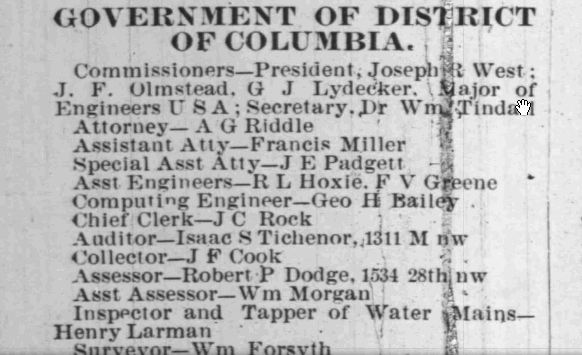 GOVERNMENT OF DISTRICT
OF COLUMBIA.
Commissioners—President, Joseph R West;
J. F. Olmstead, G J Lydecker, Major of
Engineers U S A; Secretary, Dr Wm Tindall
Attorney—A G Riddle
Assistant Atty—Francis Miller
Special Asst Atty—J E Padgett
Asst Engineers—R L Hoxie. F V Greene
Computing Engineer—Geo H Bailey
Chief Clerk—J C Rock
Auditor—Isaac S Tichenor, 1311 M nw
Collector—J F Cook
Assessor—Robert P Dodge, 1534 28th nw
Asst Assessor—Wm Morgan
Inspector and Tapper of Water Mains—
Henry Larman
Surveyor—Wm Forsyth